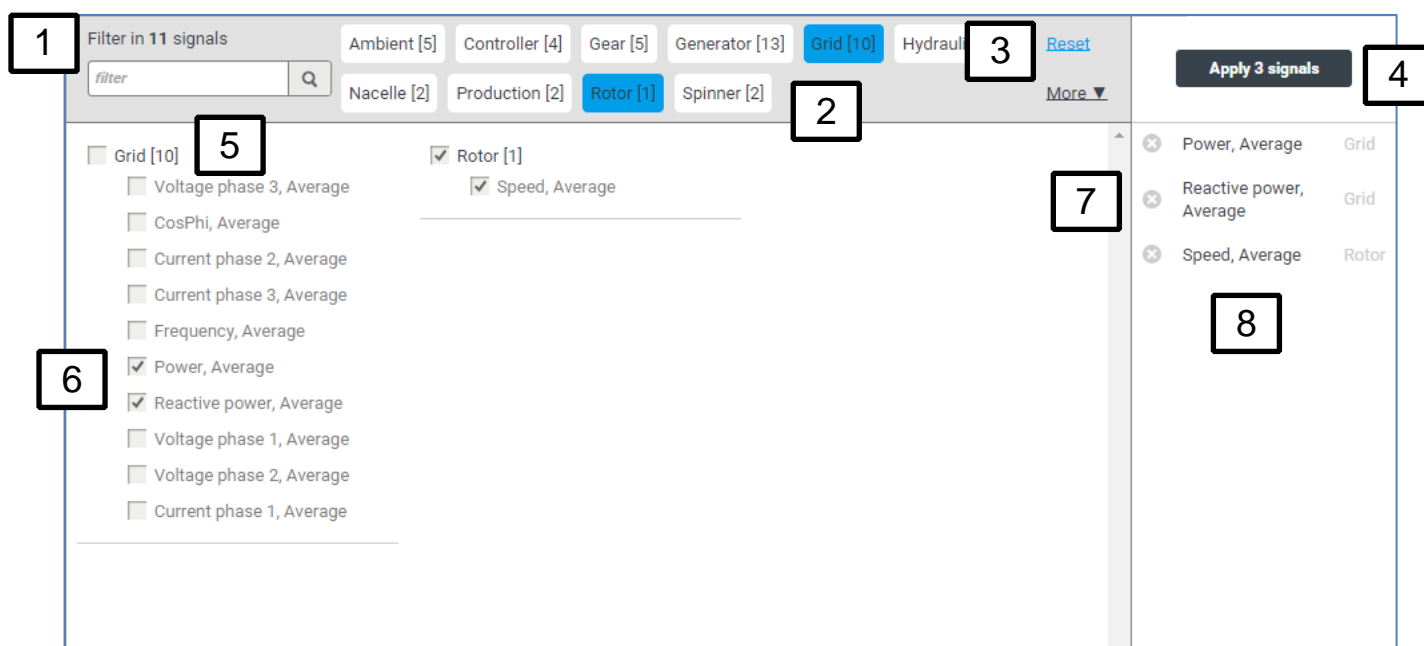 1
Filter in 11 signals
filter
Ambient [5]
Controller [4]
Gear [5]
Generator [13]
Grid [10]
3
Reset
Nacelle [2]
Production [2]
Rotor [1]
Spinner [2]
2
More ▼
Apply 3 signals
4
Grid [10]
5
Voltage phase 3, Average
CosPhi, Average
Current phase 2, Average
Current phase 3, Average
Frequency, Average
6
Power, Average
Reactive power, Average
Voltage phase 1, Average
Voltage phase 2, Average
Current phase 1, Average
Rotor [1]
Speed, Average
7
Power, Average Grid
Reactive power,
Average Grid
Speed, Average Rotor
8